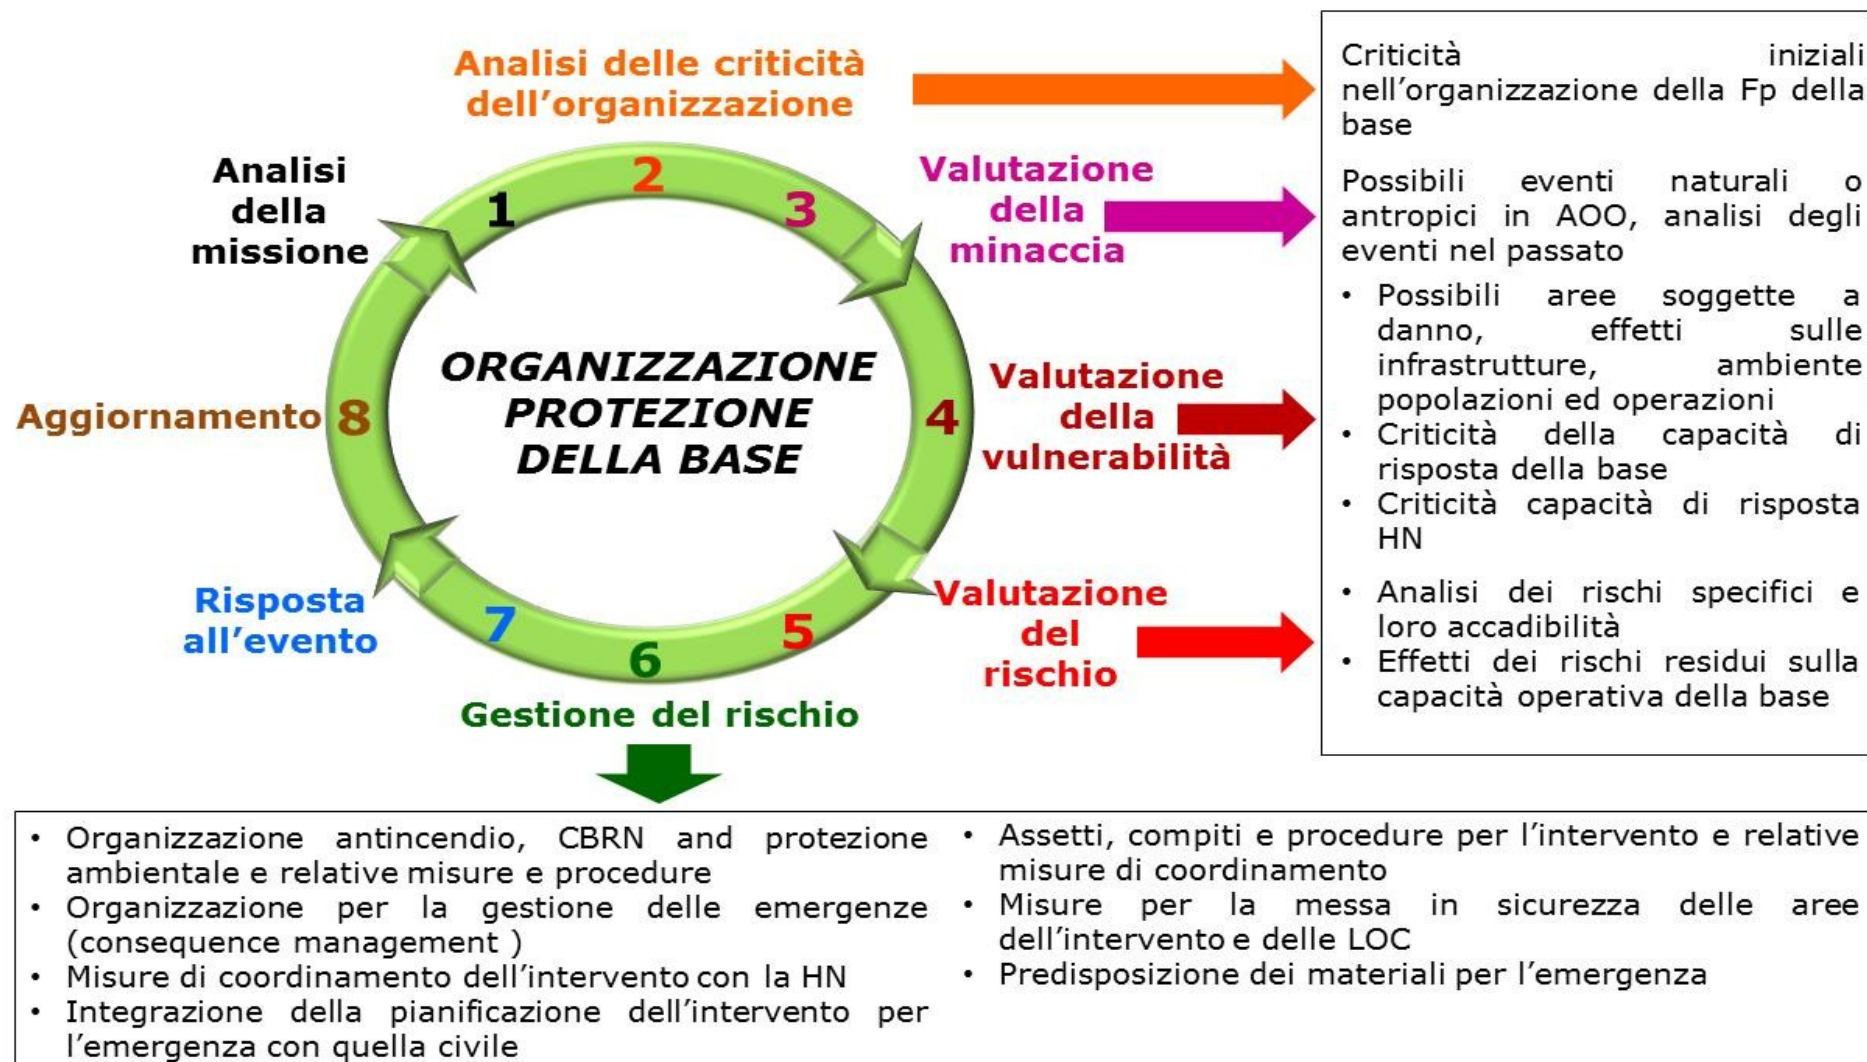 Analisi delle criticità
dell'organizzazione
Criticità iniziali
nell'organizzazione della Fp della
base
Analisi
della
missione
1
2
3
Valutazione
della
minaccia
Possibili eventi naturali o
antropici in AOO, analisi degli
eventi nel passato
• Possibili aree soggette a
danno, effetti sulle
infrastrutture, ambiente
popolazioni ed operazioni
• Criticità della capacità di
risposta della base
• Criticità capacità di risposta
HN
ORGANIZZAZIONE
PROTEZIONE
DELLA BASE
4
Valutazione
della
vulnerabilità
Aggiornamento
8
Valutazione
del
rischio
5
• Analisi dei rischi specifici e
loro accadibilità
• Effetti dei rischi residui sulla
capacità operativa della base
Risposta
all'evento
7
6
Gestione del rischio
• Organizzazione antincendio, CBRN and protezione
ambientale e relative misure e procedure
• Organizzazione per la gestione delle emergenze
(consequence management )
• Misure di coordinamento dell'intervento con la HN
• Integrazione della pianificazione dell'intervento per
l'emergenza con quella civile
• Assetti, compiti e procedure per l'intervento e relative
misure di coordinamento
• Misure per la messa in sicurezza delle aree
dell'intervento e delle LOC
• Predisposizione dei materiali per l'emergenza